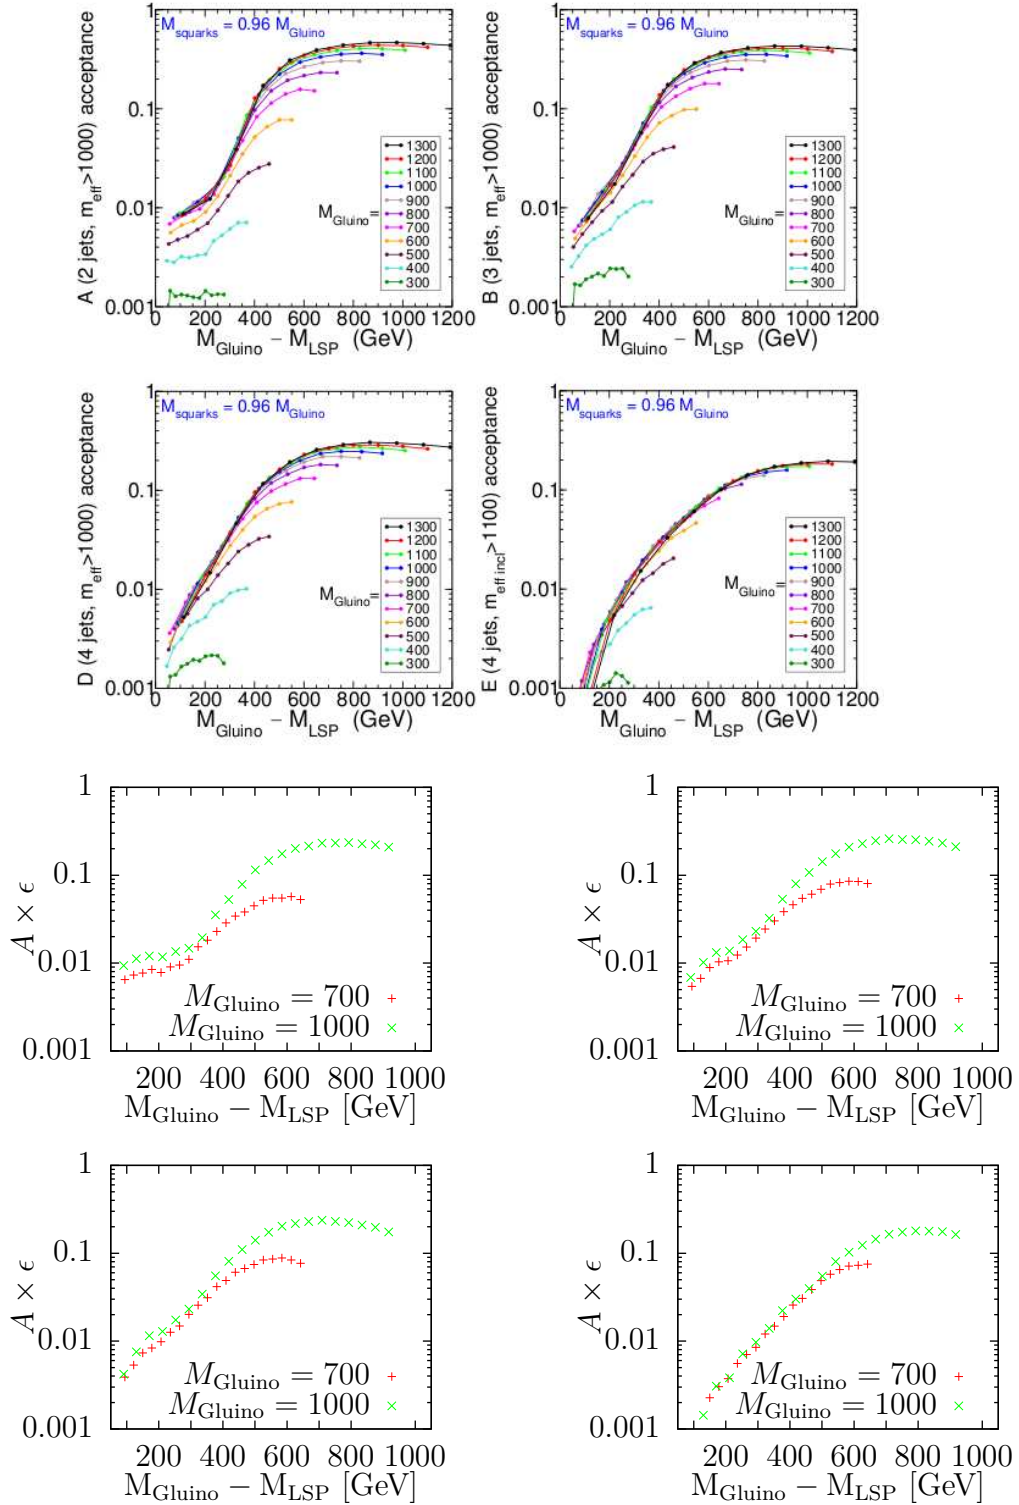 A (2 jets, m_eff>1000) acceptance
1
0.1
0.01
0.001
M_squarks = 0.96 M_Gluino
M_Gluino=
1300
1200
1100
1000
900
800
700
600
500
400
300
0 200 400 600 800 1000 1200
M_Gluino − M_LSP (GeV)
B (3 jets, m_eff>1000) acceptance
1
0.1
0.01
0.001
M_squarks = 0.96 M_Gluino
M_Gluino=
1300
1200
1100
1000
900
800
700
600
500
400
300
0 200 400 600 800 1000 1200
M_Gluino − M_LSP (GeV)
D (4 jets, m_eff>1000) acceptance
1
0.1
0.01
0.001
M_squarks = 0.96 M_Gluino
M_Gluino=
1300
1200
1100
1000
900
800
700
600
500
400
300
0 200 400 600 800 1000 1200
M_Gluino − M_LSP (GeV)
E (4 jets, m_eff incl>1100) acceptance
1
0.1
0.01
0.001
M_squarks = 0.96 M_Gluino
M_Gluino=
1300
1200
1100
1000
900
800
700
600
500
400
300
0 200 400 600 800 1000 1200
M_Gluino − M_LSP (GeV)
A × ϵ
1
0.1
0.01
0.001
M_Gluino = 700
M_Gluino = 1000
200 400 600 800 1000
M_Gluino − M_LSP [GeV]
A × ϵ
1
0.1
0.01
0.001
M_Gluino = 700
M_Gluino = 1000
200 400 600 800 1000
M_Gluino − M_LSP [GeV]
A × ϵ
1
0.1
0.01
0.001
M_Gluino = 700
M_Gluino = 1000
200 400 600 800 1000
M_Gluino − M_LSP [GeV]
A × ϵ
1
0.1
0.01
0.001
M_Gluino = 700
M_Gluino = 1000
200 400 600 800 1000
M_Gluino − M_LSP [GeV]